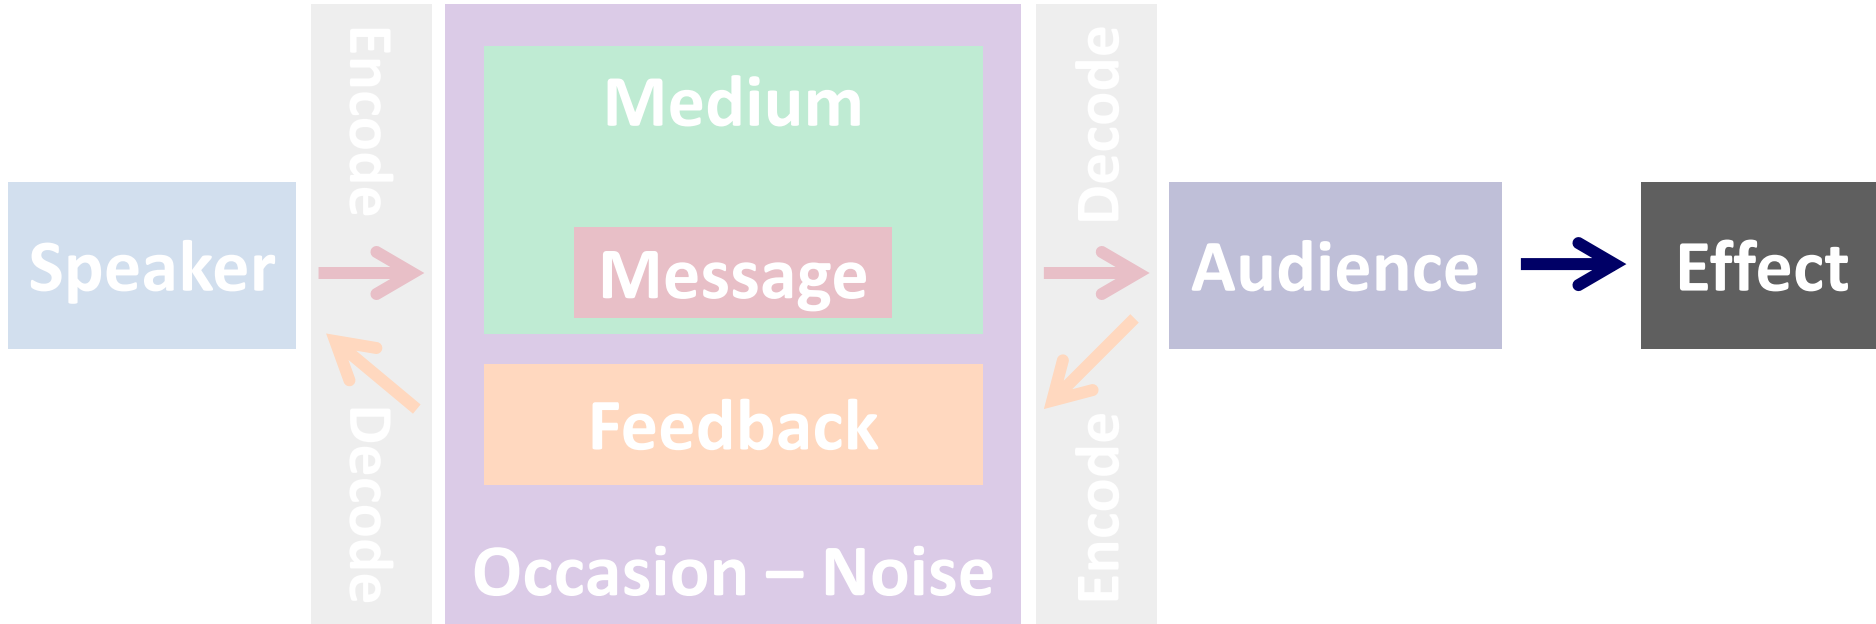 Speaker
Encode
Decode
Medium
Message
Feedback
Occasion – Noise
Decode
Encode
Audience
Effect